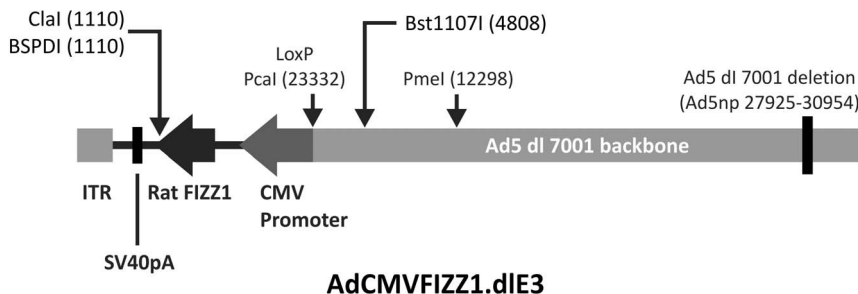 ClaI (1110)
BSPDI (1110)
Bst1107I (4808)
LoxP
PcaI (23332)
PmeI (12298)
Ad5 dl 7001 deletion
(Ad5np 27925-30954)
Ad5 dl 7001 backbone
ITR
Rat FIZZ1
CMV
Promoter
SV40pA
AdCMVFIZZ1.dlE3